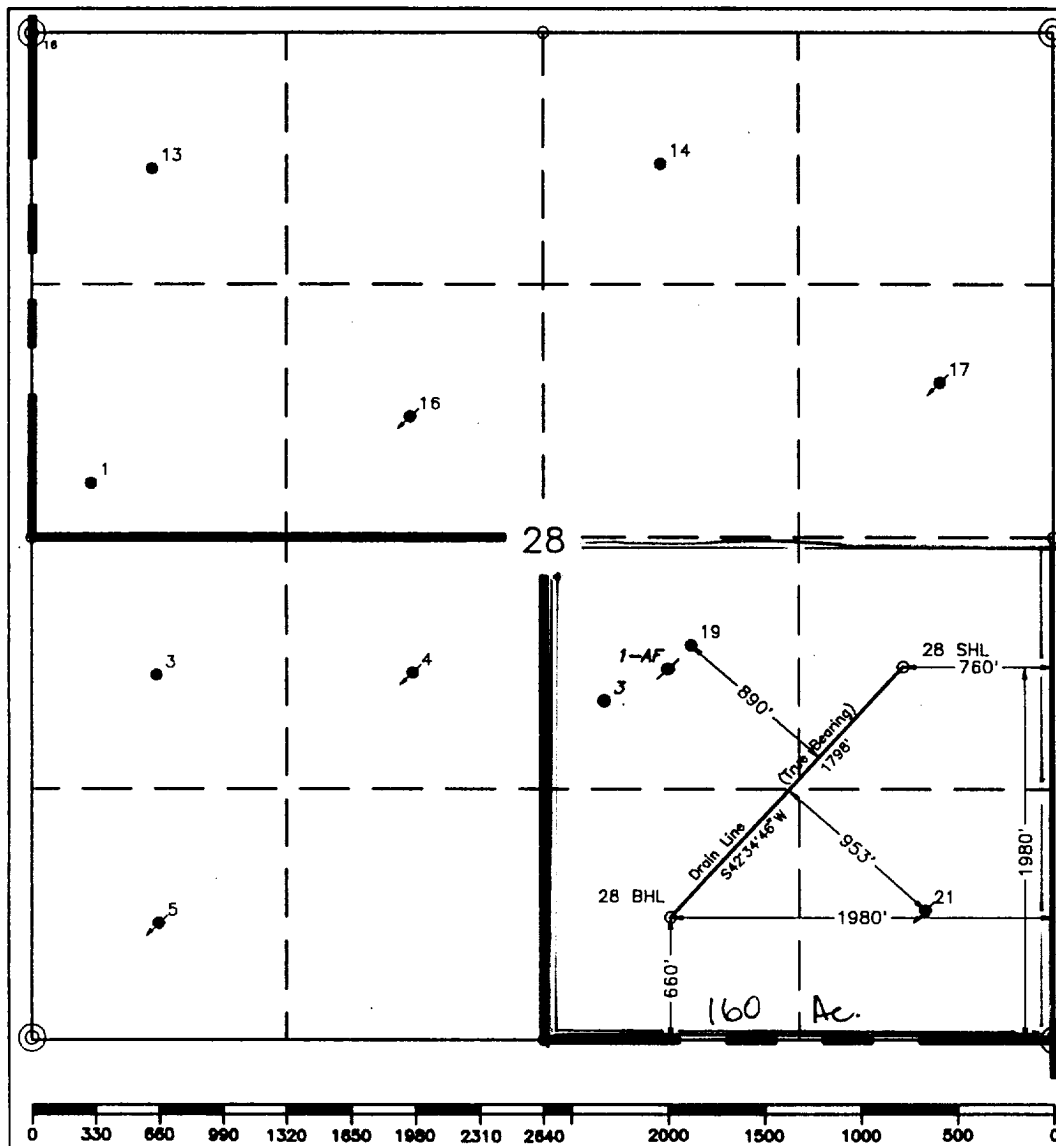 18
13
14
17
16
1
28
19
28 SHL
1-AF
760'
3
4
3
890'
(True Bearing)
1798'
Drain Line
S42°34'46"W
953'
1980'
28 BHL
21
5
1980'
660'
160 Ac.
0 330 660 990 1320 1650 1980 2310 2640 2000 1500 1000 500 0